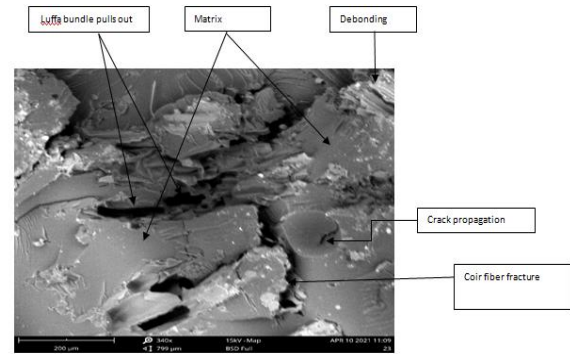 Luffa bundle pulls out
Matrix
Debonding
Crack propagation
Coir fiber fracture
200 µm
340x
15kV -Map
APR 10 2021 11:09
799 µm
BSD Full
23